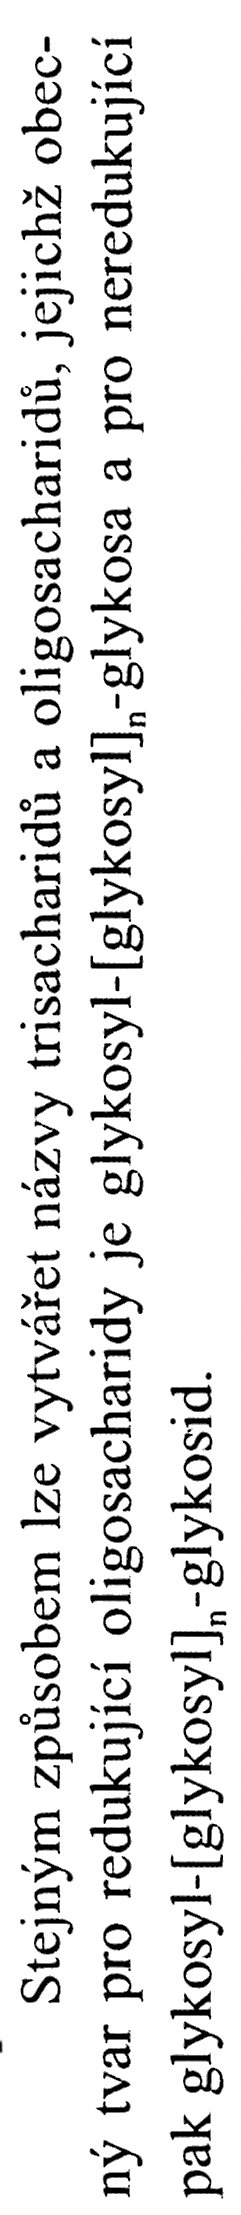 Stejným způsobem lze vytvářet názvy trisacharidů a oligosacharidů, jejichž obec-
ný tvar pro redukující oligosacharidy je glykosyl-[glykosyl]ₙ-glykosa a pro neredukující
pak glykosyl-[glykosyl]ₙ-glykosid.